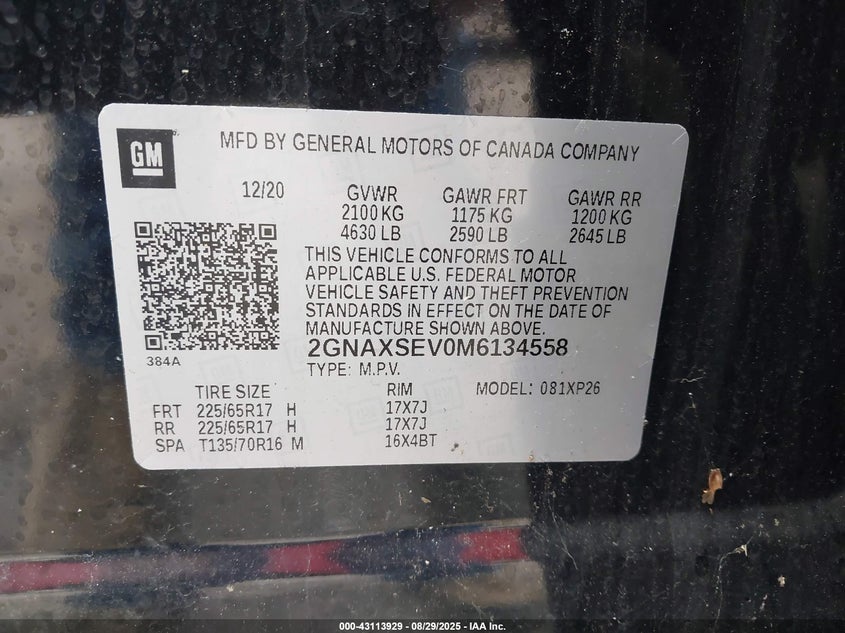 GM
MFD BY GENERAL MOTORS OF CANADA COMPANY
12/20 GVWR GAWR FRT GAWR RR
2100 KG 1175 KG 1200 KG
4630 LB 2590 LB 2645 LB
THIS VEHICLE CONFORMS TO ALL
APPLICABLE U.S. FEDERAL MOTOR
VEHICLE SAFETY AND THEFT PREVENTION
STANDARDS IN EFFECT ON THE DATE OF
MANUFACTURE SHOWN ABOVE.
2GNAXSEV0M6134558
384A
TYPE: M.P.V.
TIRE SIZE RIM MODEL: 081XP26
FRT 225/65R17 H 17X7J
RR 225/65R17 H 17X7J
SPA T135/70R16 M 16X4BT
000-43113929 - 08/29/2025 - IAA Inc.